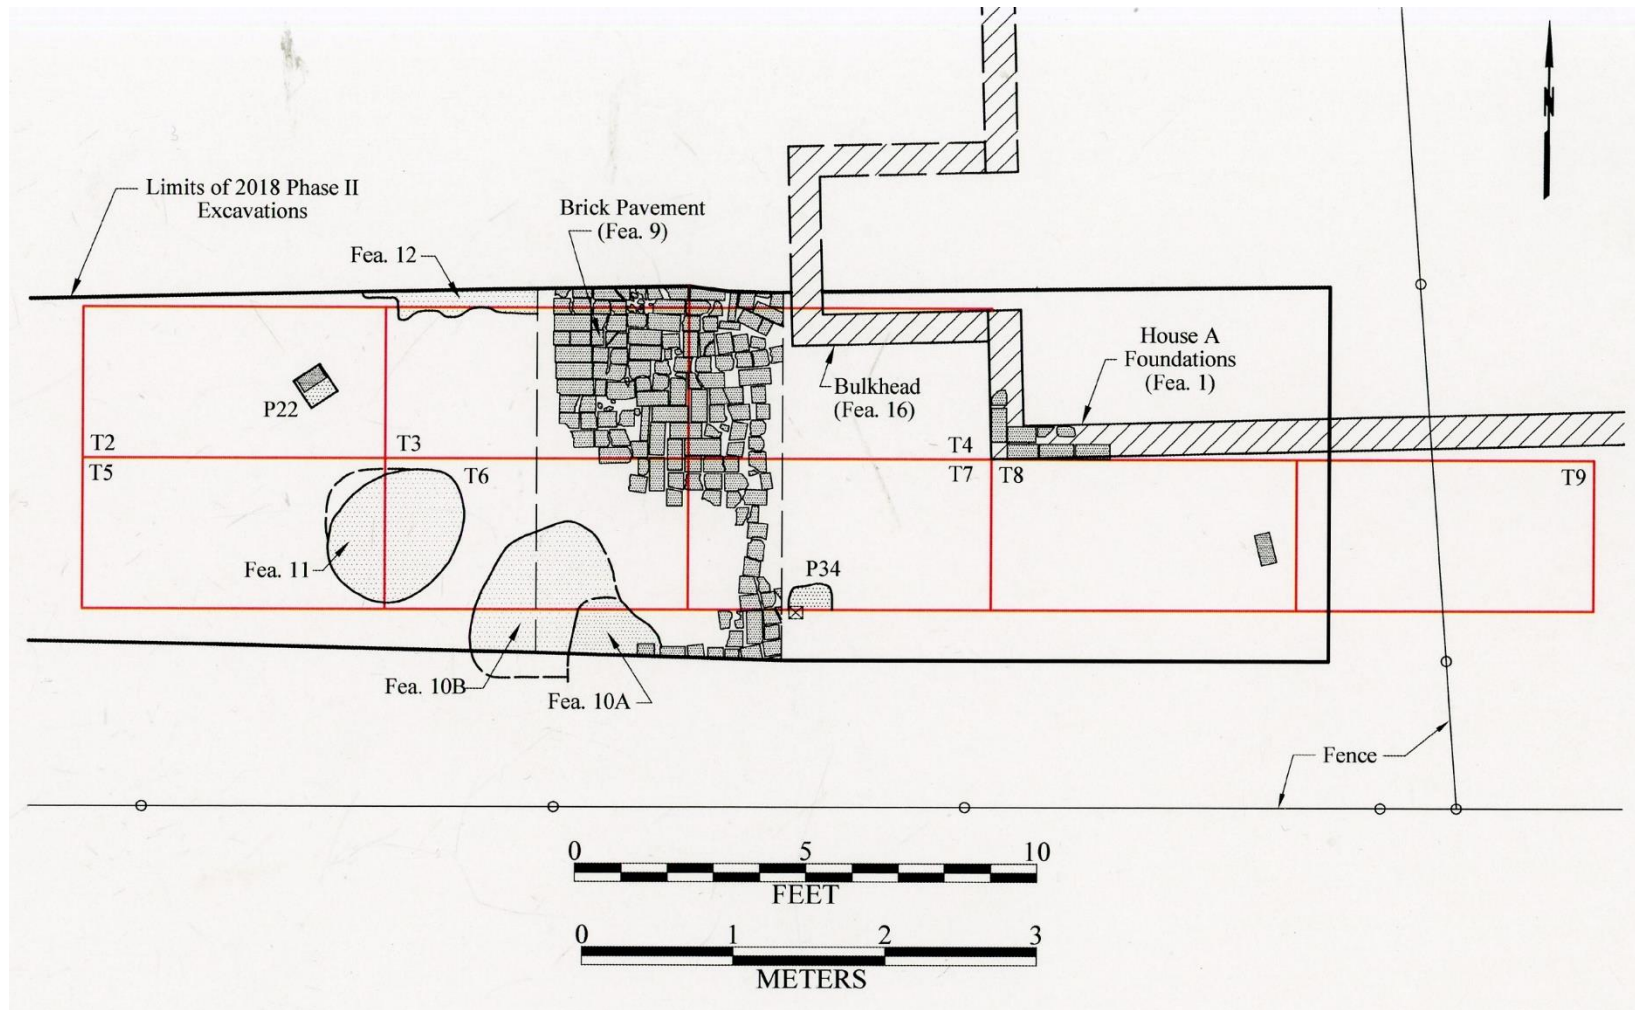 N
Limits of 2018 Phase II
Excavations
Brick Pavement
(Fea. 9)
Fea. 12
House A
Foundations
(Fea. 1)
Bulkhead
(Fea. 16)
P22
T2
T3
T4
T5
T6
T7
T8
T9
Fea. 11
P34
Fea. 10B
Fea. 10A
Fence
0 5 10
FEET
0 1 2 3
METERS